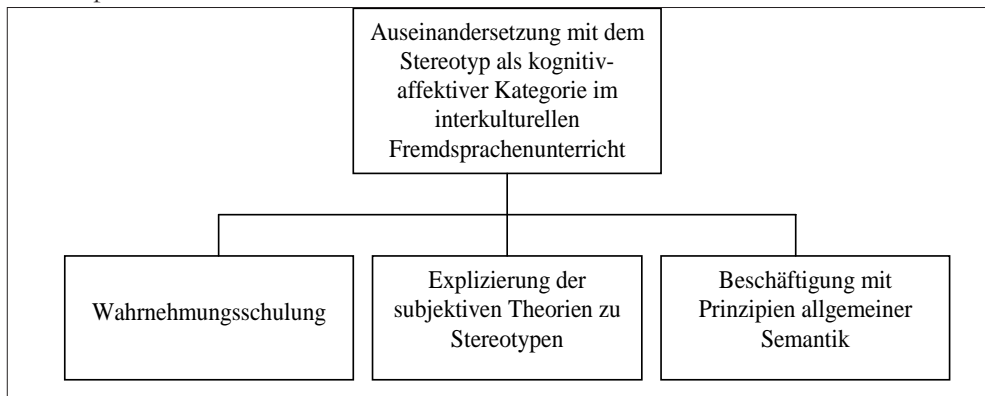 Auseinandersetzung mit dem
Stereotyp als kognitiv-
affektiver Kategorie im
interkulturellen
Fremdsprachenunterricht
Wahrnehmungsschulung
Explizierung der
subjektiven Theorien zu
Stereotypen
Beschäftigung mit
Prinzipien allgemeiner
Semantik